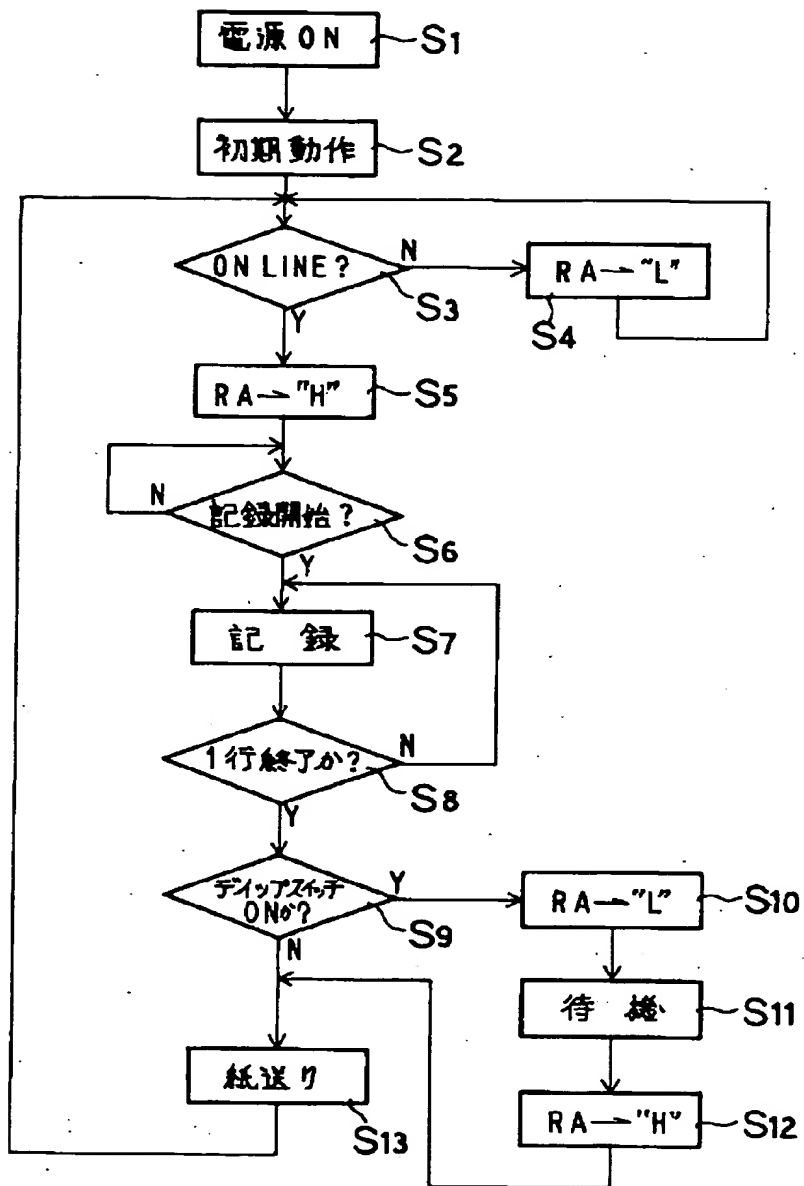 電源ON
S1
初期動作
S2
ON LINE?
N
S3
Y
RA→"L"
S4
RA→"H"
S5
N
記録開始?
S6
Y
記 録
S7
1行終了か?
N
S8
Y
デイップスイッチ
ONか?
Y
S9
N
RA→"L"
S10
待 機
S11
RA→"H"
S12
紙送り
S13